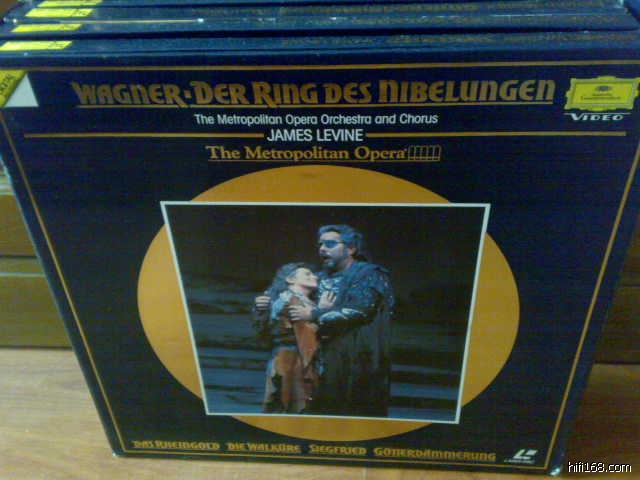 WAGNER · DER RING DES NIBELUNGEN
The Metropolitan Opera Orchestra and Chorus
JAMES LEVINE
The Metropolitan Opera
VIDEO
DAS RHEINGOLD DIE WALKÜRE SIEGFRIED GÖTTERDÄMMERUNG
hifi168.com